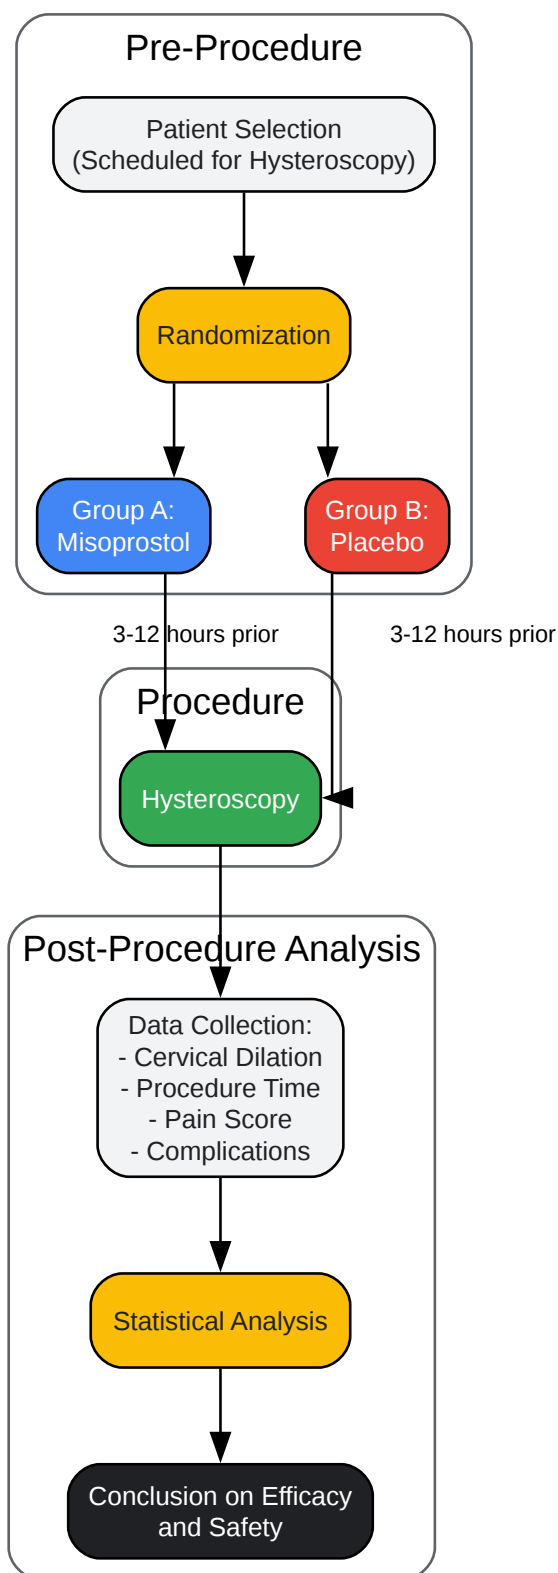 Pre-Procedure
Patient Selection
(Scheduled for Hysteroscopy)
Randomization
Group A:
Misoprostol
Group B:
Placebo
3-12 hours prior
3-12 hours prior
Procedure
Hysteroscopy
Post-Procedure Analysis
Data Collection:
- Cervical Dilation
- Procedure Time
- Pain Score
- Complications
Statistical Analysis
Conclusion on Efficacy
and Safety